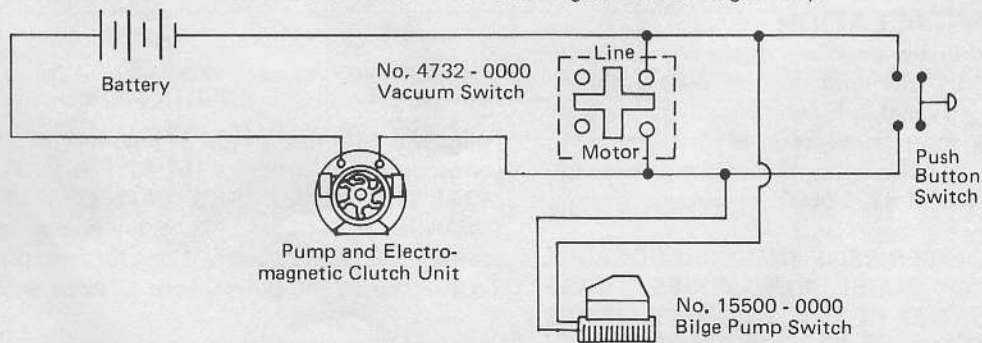 Battery
No. 4732 - 0000
Vacuum Switch
Line
Motor
Push
Button
Switch
Pump and Electro-
magnetic Clutch Unit
No. 15500 - 0000
Bilge Pump Switch